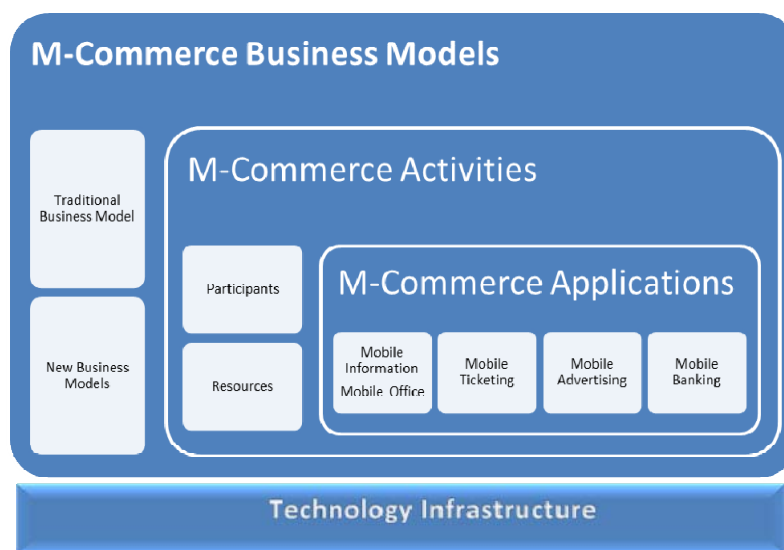 M-Commerce Business Models
Traditional
Business Model
New Business
Models
M-Commerce Activities
Participants
Resources
M-Commerce Applications
Mobile
Information
Mobile Office
Mobile
Ticketing
Mobile
Advertising
Mobile
Banking
Technology Infrastructure